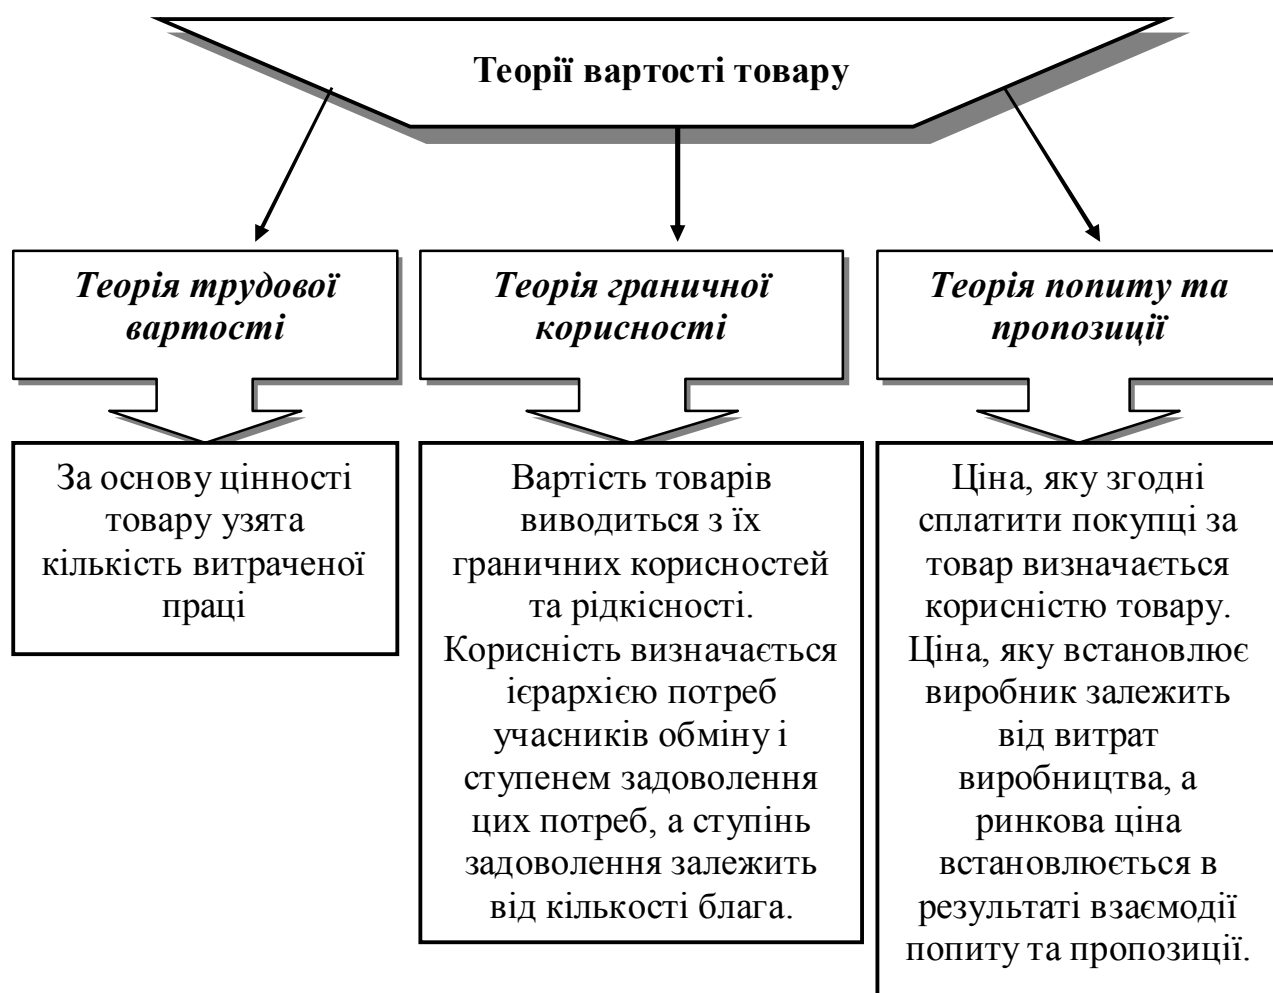 Теорії вартості товару
Теорія трудової
вартості
Теорія граничної
корисності
Теорія попиту та
пропозиції
За основу цінності
товару узята
кількість витраченої
праці
Вартість товарів
виводиться з їх
граничних корисностей
та рідкісності.
Корисність визначається
ієрархією потреб
учасників обміну і
ступенем задоволення
цих потреб, а ступінь
задоволення залежить
від кількості блага.
Ціна, яку згодні
сплатити покупці за
товар визначається
корисністю товару.
Ціна, яку встановлює
виробник залежить
від витрат
виробництва, а
ринкова ціна
встановлюється в
результаті взаємодії
попиту та пропозиції.